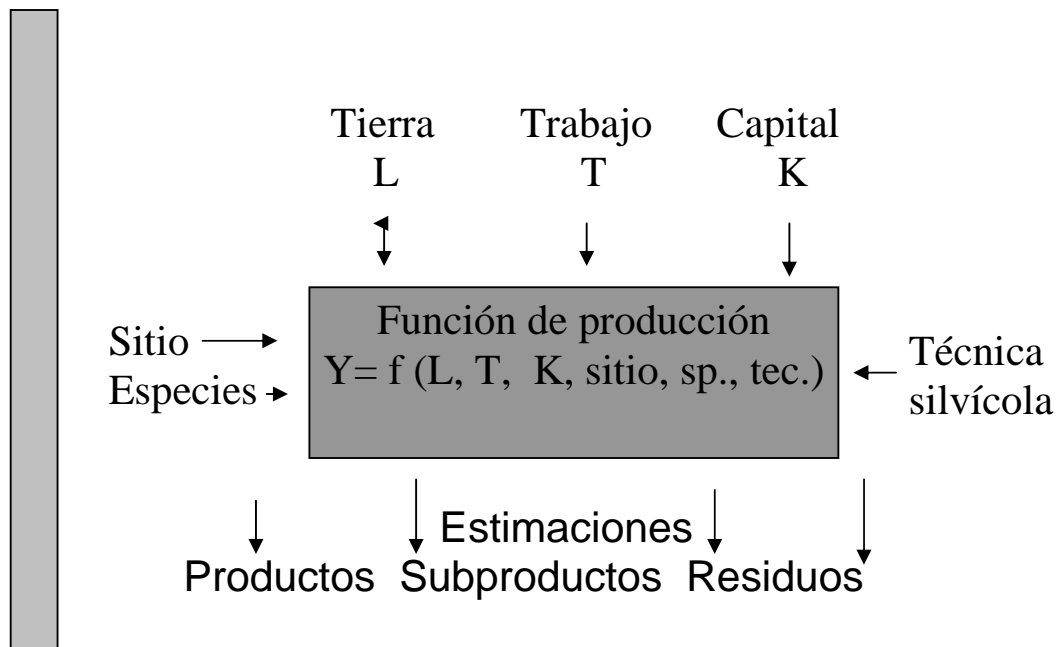 Tierra Trabajo Capital
L T K
Función de producción
Y= f (L, T, K, sitio, sp., tec.)
Sitio
Especies
Técnica
silvícola
Estimaciones
Productos Subproductos Residuos